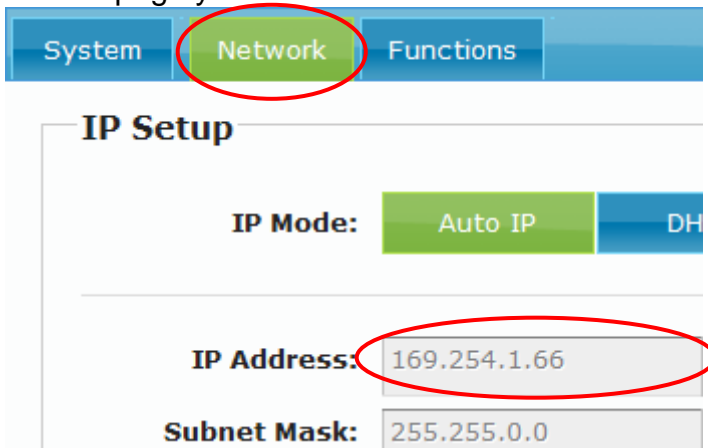 System Network Functions
IP Setup
IP Mode: Auto IP
IP Address: 169.254.1.66
Subnet Mask: 255.255.0.0